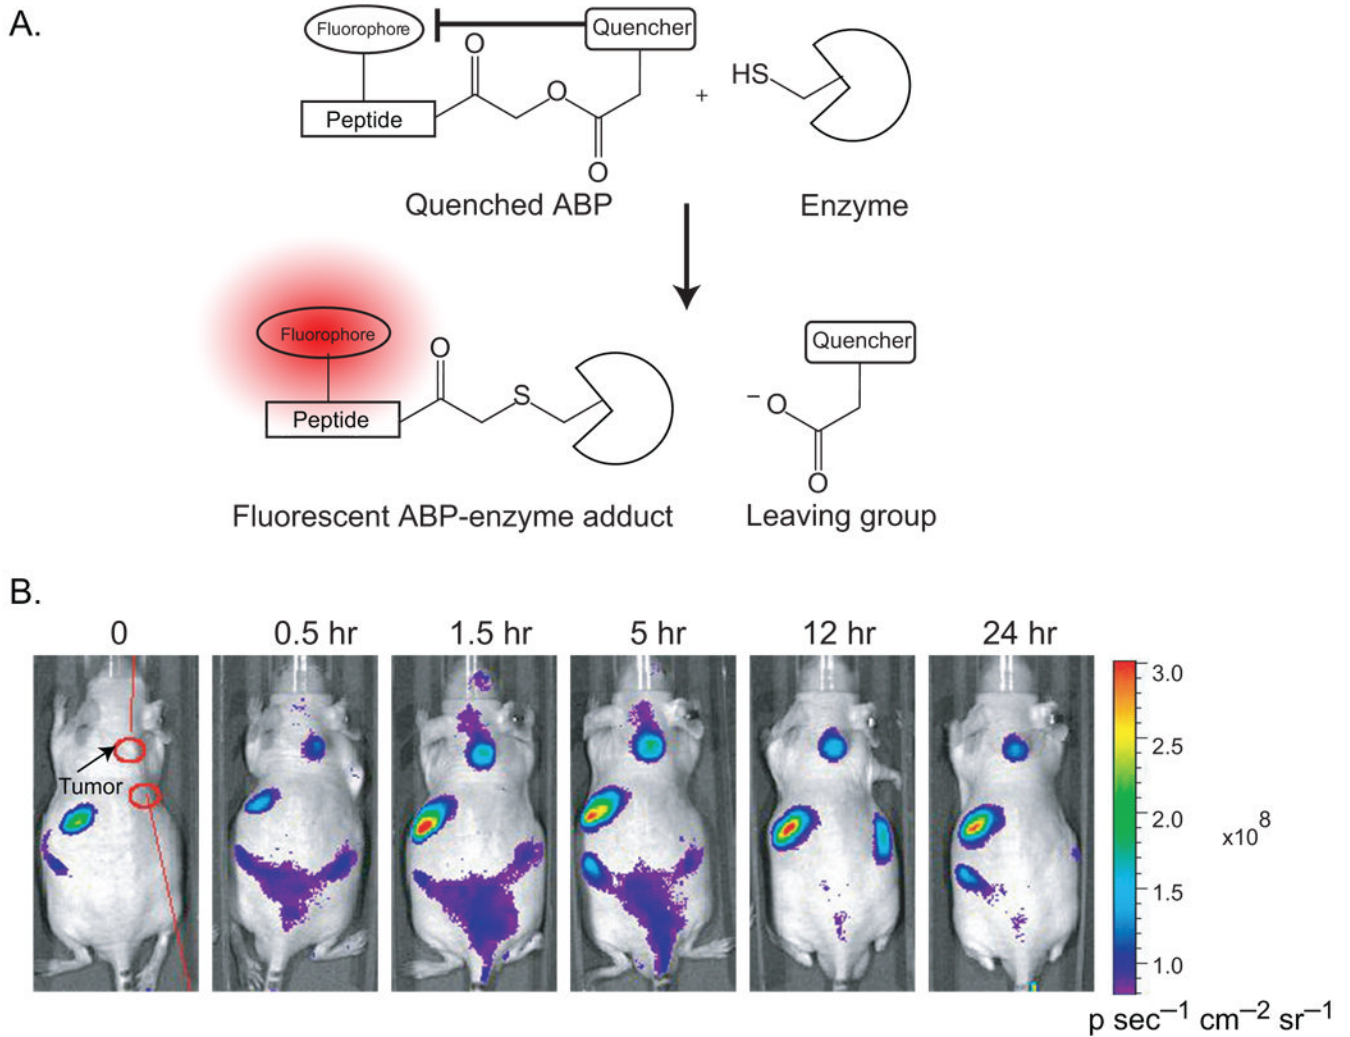 A.
Fluorophore
Quencher
O
HS
O
+
Peptide
O
Quenched ABP
Enzyme
Fluorophore
Quencher
O
– O
S
Peptide
O
Fluorescent ABP-enzyme adduct
Leaving group
B.
0
0.5 hr
1.5 hr
5 hr
12 hr
24 hr
3.0
2.5
Tumor
2.0
x10⁸
1.5
1.0
p sec⁻¹ cm⁻² sr⁻¹